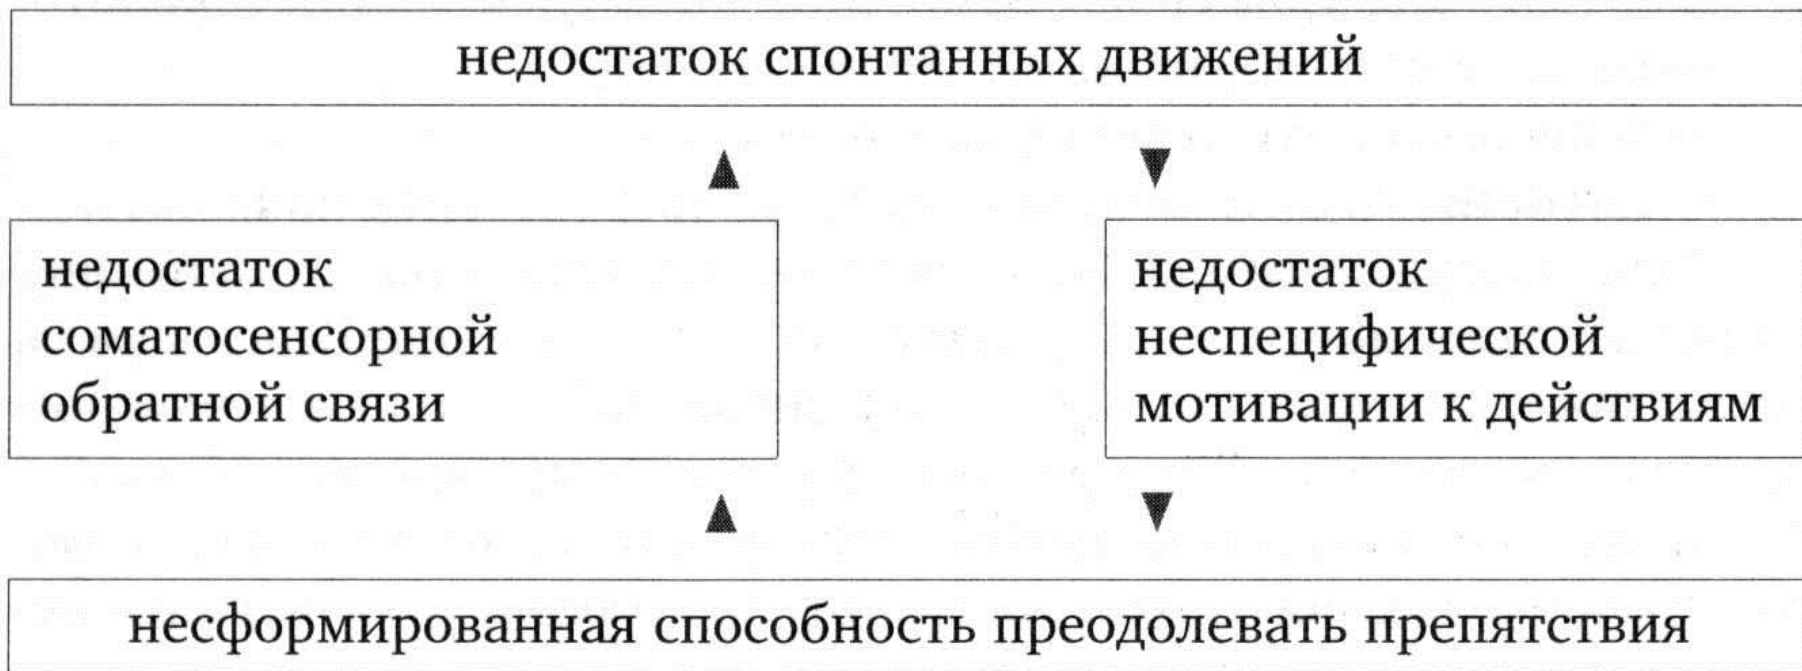 недостаток спонтанных движений
недостаток
соматосенсорной
обратной связи
недостаток
неспецифической
мотивации к действиям
несформированная способность преодолевать препятствия